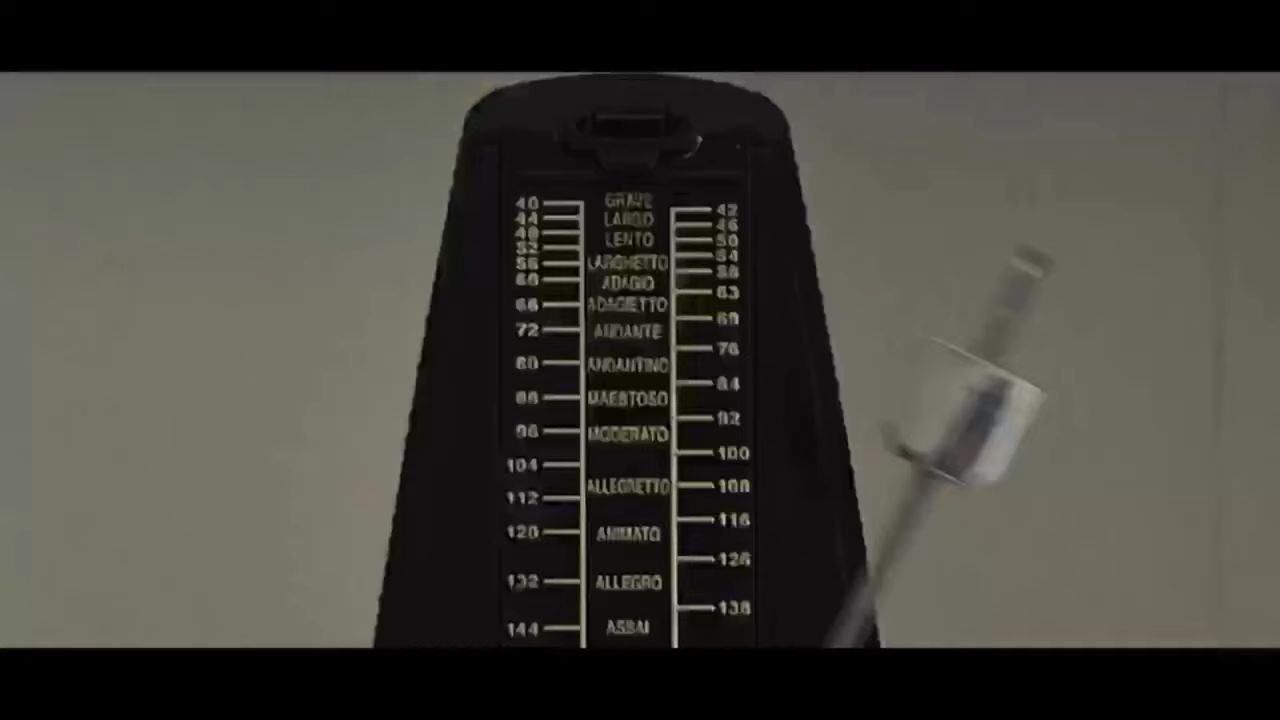 40 GRAVE 42
44 LARGO 46
48 LENTO 50
52 54
56 LARGHETTO 58
60 ADAGIO 63
66 ADAGIETTO 69
72 ANDANTE 76
80 ANDANTINO 84
88 MAESTOSO 92
96 MODERATO 100
104
112 ALLEGRETTO 108
120 ANIMATO 116
126
132 ALLEGRO 138
144 ASSAI